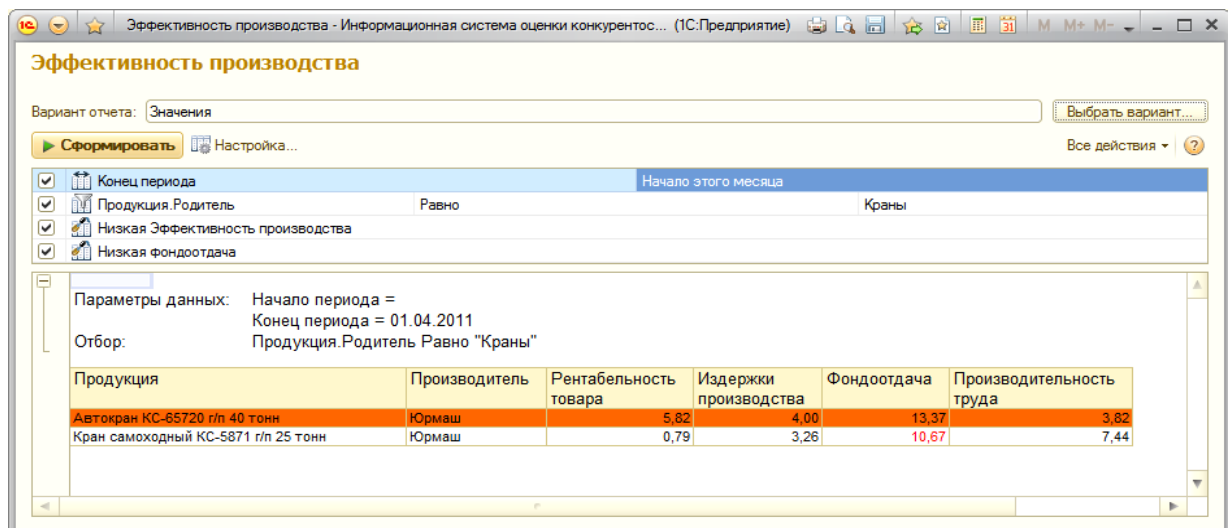 Эффективность производства - Информационная система оценки конкурентос... (1С:Предприятие) 31 M M+ M-
Эффективность производства
Вариант отчета: Значения Выбрать вариант...
Сформировать Настройка... Все действия ?
Конец периода Начало этого месяца
Продукция.Родитель Равно Краны
Низкая Эффективность производства
Низкая фондоотдача
Параметры данных: Начало периода =
Конец периода = 01.04.2011
Отбор: Продукция.Родитель Равно "Краны"
Продукция Производитель Рентабельность товара Издержки производства Фондоотдача Производительность труда
Автокран КС-65720 г/п 40 тонн Юрмаш 5,82 4,00 13,37 3,82
Кран самоходный КС-5871 г/п 25 тонн Юрмаш 0,79 3,26 10,67 7,44